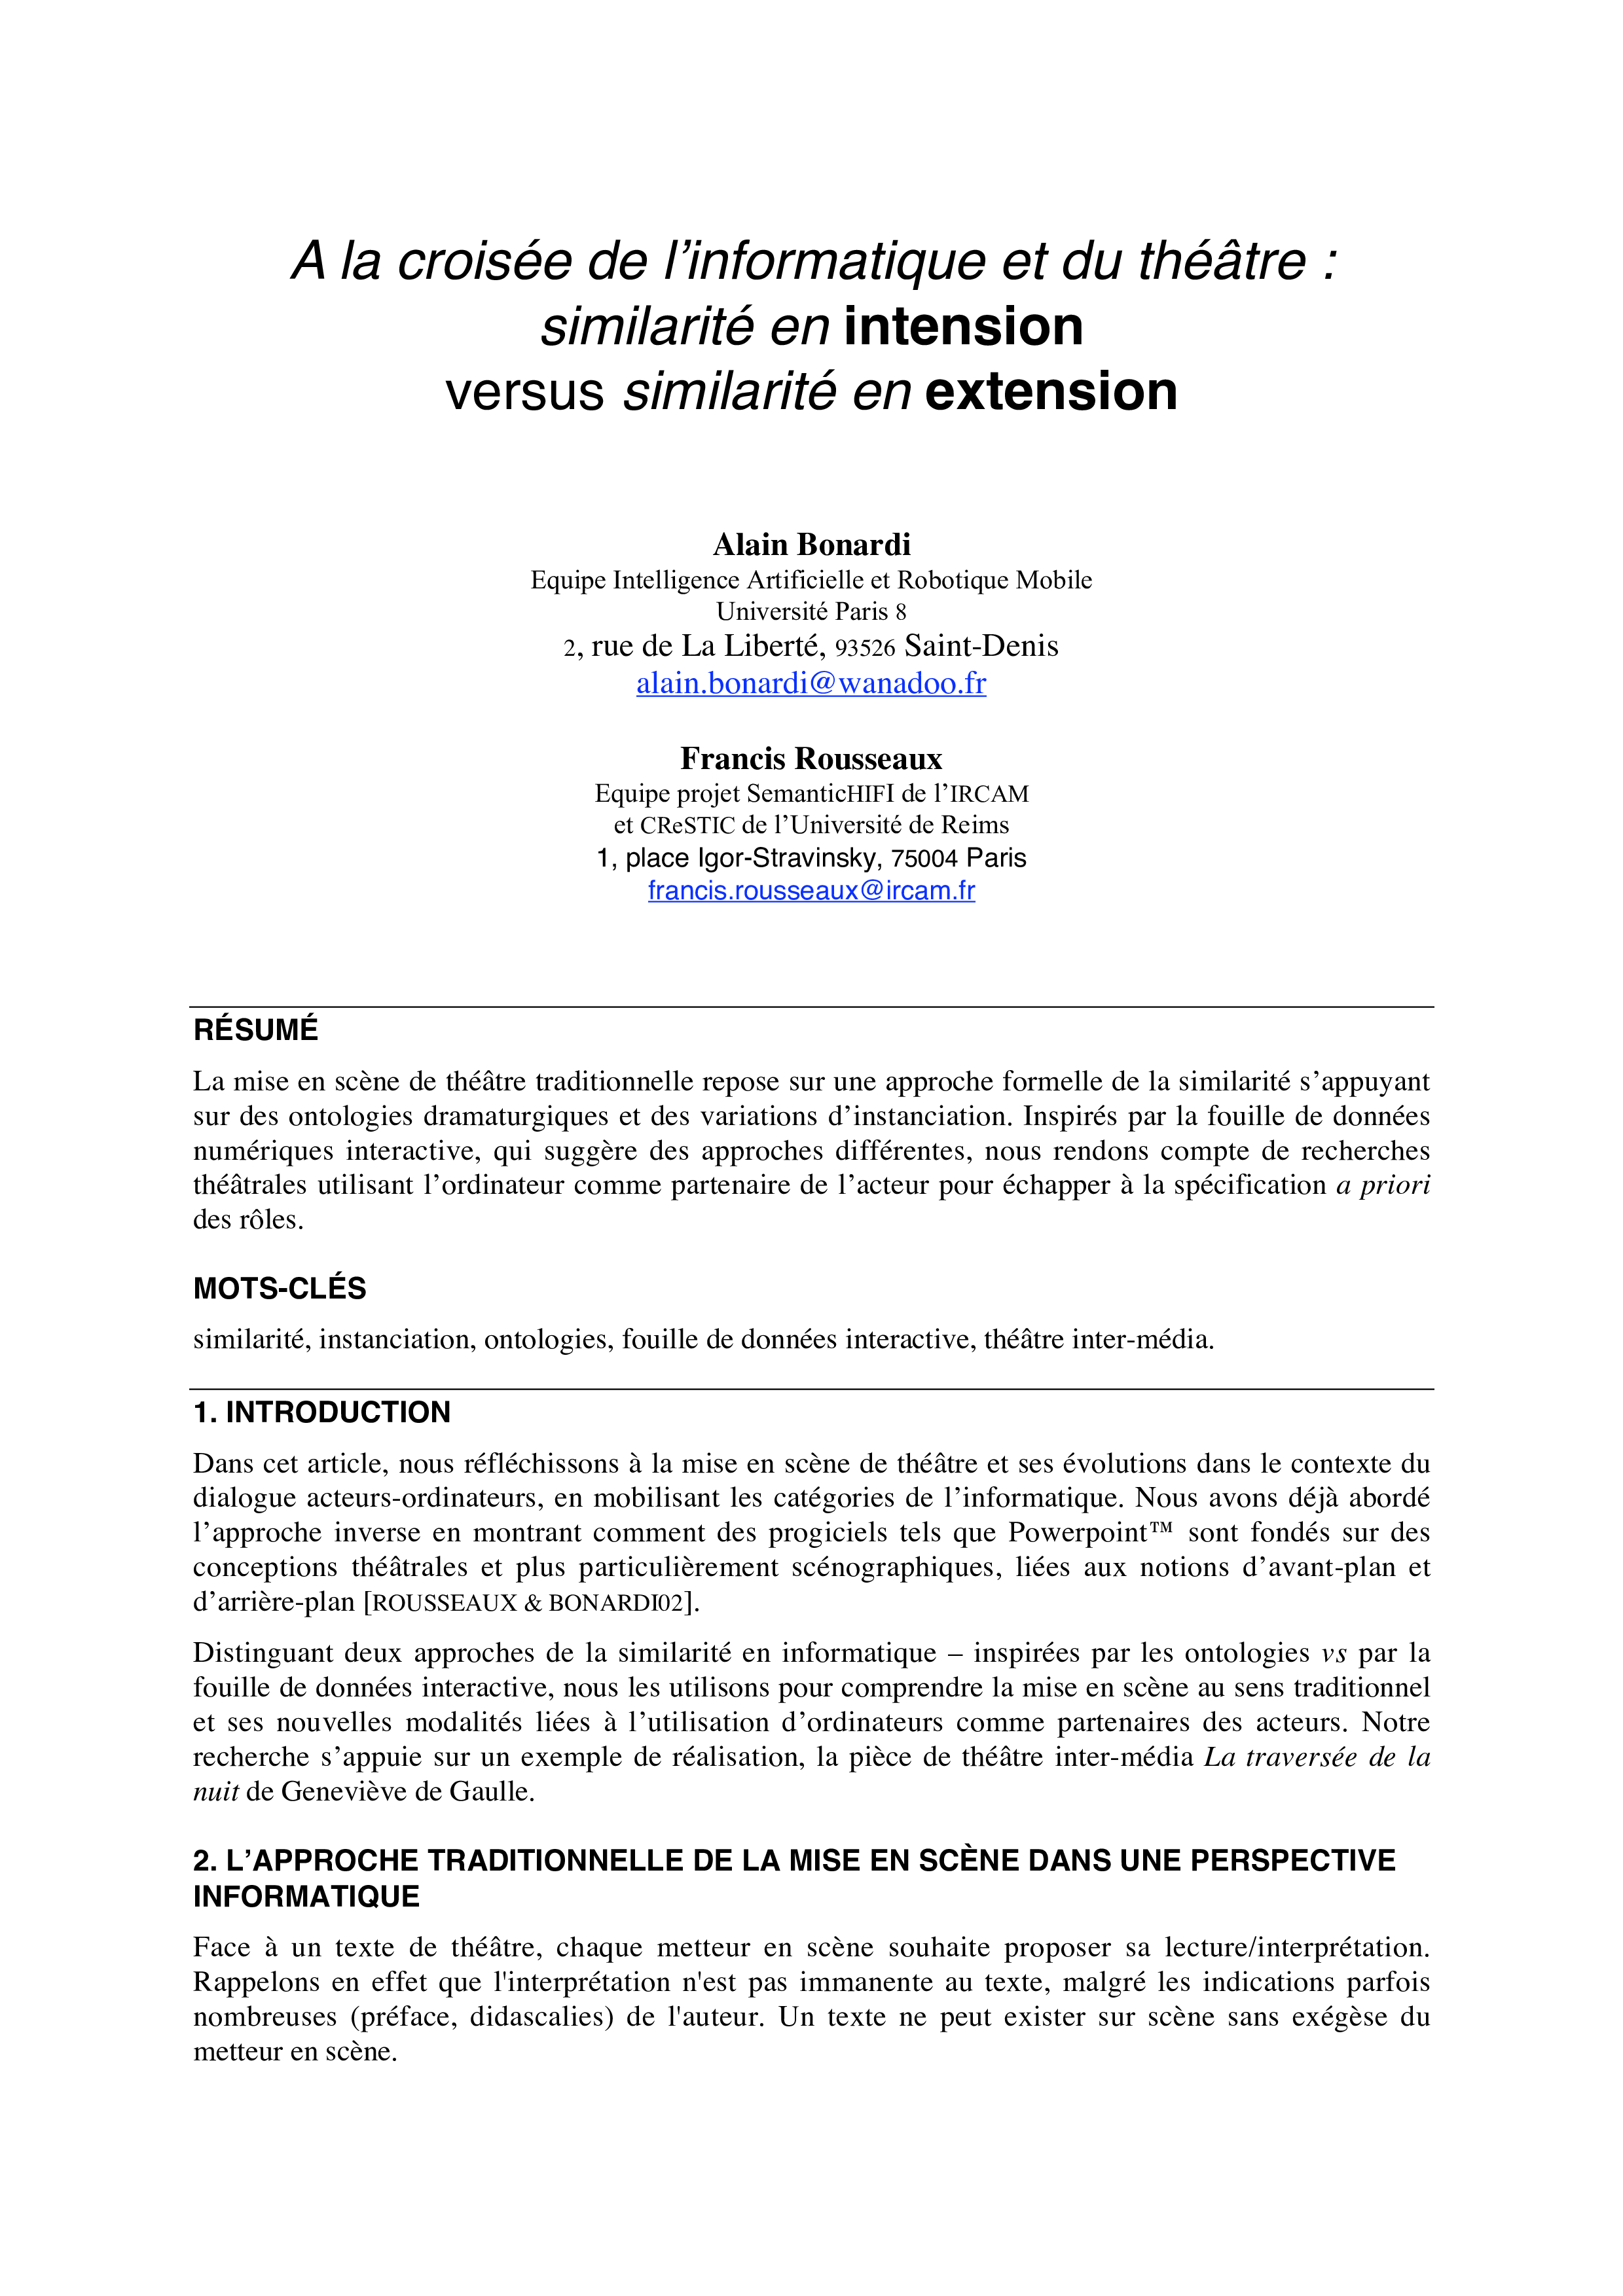 A la croisée de l’informatique et du théâtre :
similarité en intension
versus similarité en extension
Alain Bonardi
Equipe Intelligence Artificielle et Robotique Mobile
Université Paris 8
2, rue de La Liberté, 93526 Saint-Denis
alain.bonardi@wanadoo.fr
Francis Rousseaux
Equipe projet SemanticHIFI de l’IRCAM
et CReSTIC de l’Université de Reims
1, place Igor-Stravinsky, 75004 Paris
francis.rousseaux@ircam.fr
RÉSUMÉ
La mise en scène de théâtre traditionnelle repose sur une approche formelle de la similarité s’appuyant
sur des ontologies dramaturgiques et des variations d’instanciation. Inspirés par la fouille de données
numériques interactive, qui suggère des approches différentes, nous rendons compte de recherches
théâtrales utilisant l’ordinateur comme partenaire de l’acteur pour échapper à la spécification a priori
des rôles.
MOTS-CLÉS
similarité, instanciation, ontologies, fouille de données interactive, théâtre inter-média.
1. INTRODUCTION
Dans cet article, nous réfléchissons à la mise en scène de théâtre et ses évolutions dans le contexte du
dialogue acteurs-ordinateurs, en mobilisant les catégories de l’informatique. Nous avons déjà abordé
l’approche inverse en montrant comment des progiciels tels que Powerpoint™ sont fondés sur des
conceptions théâtrales et plus particulièrement scénographiques, liées aux notions d’avant-plan et
d’arrière-plan [ROUSSEAUX & BONARDI02].
Distinguant deux approches de la similarité en informatique – inspirées par les ontologies vs par la
fouille de données interactive, nous les utilisons pour comprendre la mise en scène au sens traditionnel
et ses nouvelles modalités liées à l’utilisation d’ordinateurs comme partenaires des acteurs. Notre
recherche s’appuie sur un exemple de réalisation, la pièce de théâtre inter-média La traversée de la
nuit de Geneviève de Gaulle.
2. L’APPROCHE TRADITIONNELLE DE LA MISE EN SCÈNE DANS UNE PERSPECTIVE
INFORMATIQUE
Face à un texte de théâtre, chaque metteur en scène souhaite proposer sa lecture/interprétation.
Rappelons en effet que l'interprétation n'est pas immanente au texte, malgré les indications parfois
nombreuses (préface, didascalies) de l'auteur. Un texte ne peut exister sur scène sans exégèse du
metteur en scène.